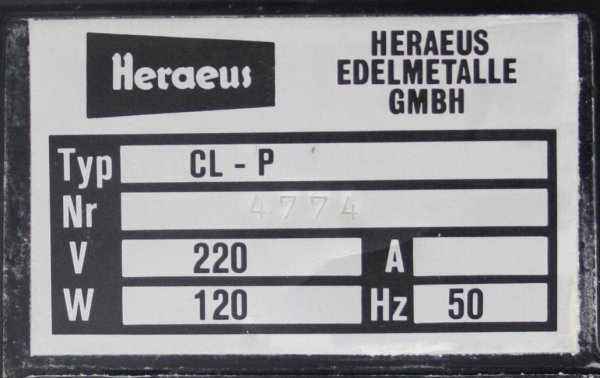 Heraeus
HERAEUS
EDELMETALLE
GMBH
Typ CL - P
Nr 4774
V 220 A
W 120 Hz 50